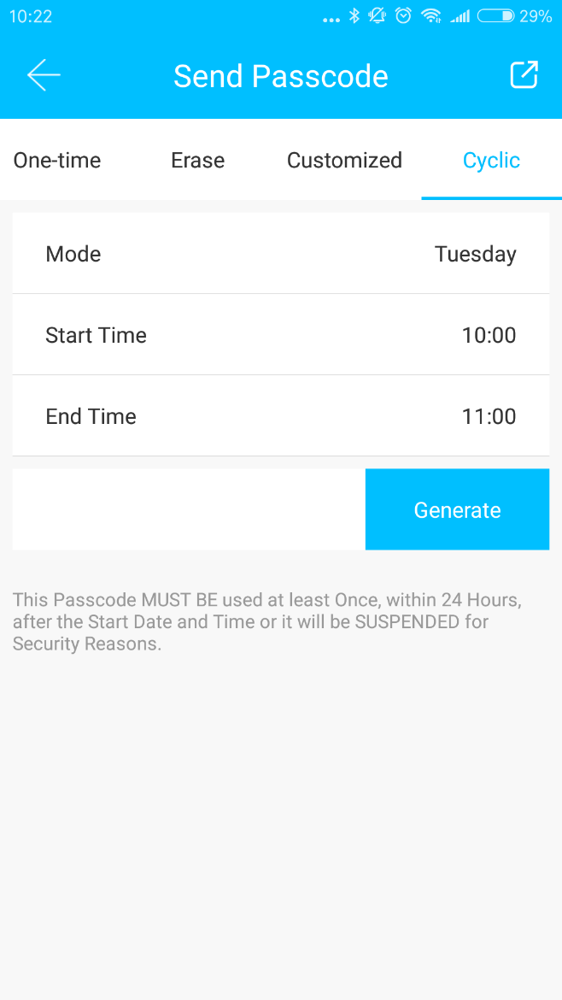 10:22
29%
Send Passcode
One-time Erase Customized Cyclic
Mode Tuesday
Start Time 10:00
End Time 11:00
Generate
This Passcode MUST BE used at least Once, within 24 Hours,
after the Start Date and Time or it will be SUSPENDED for
Security Reasons.